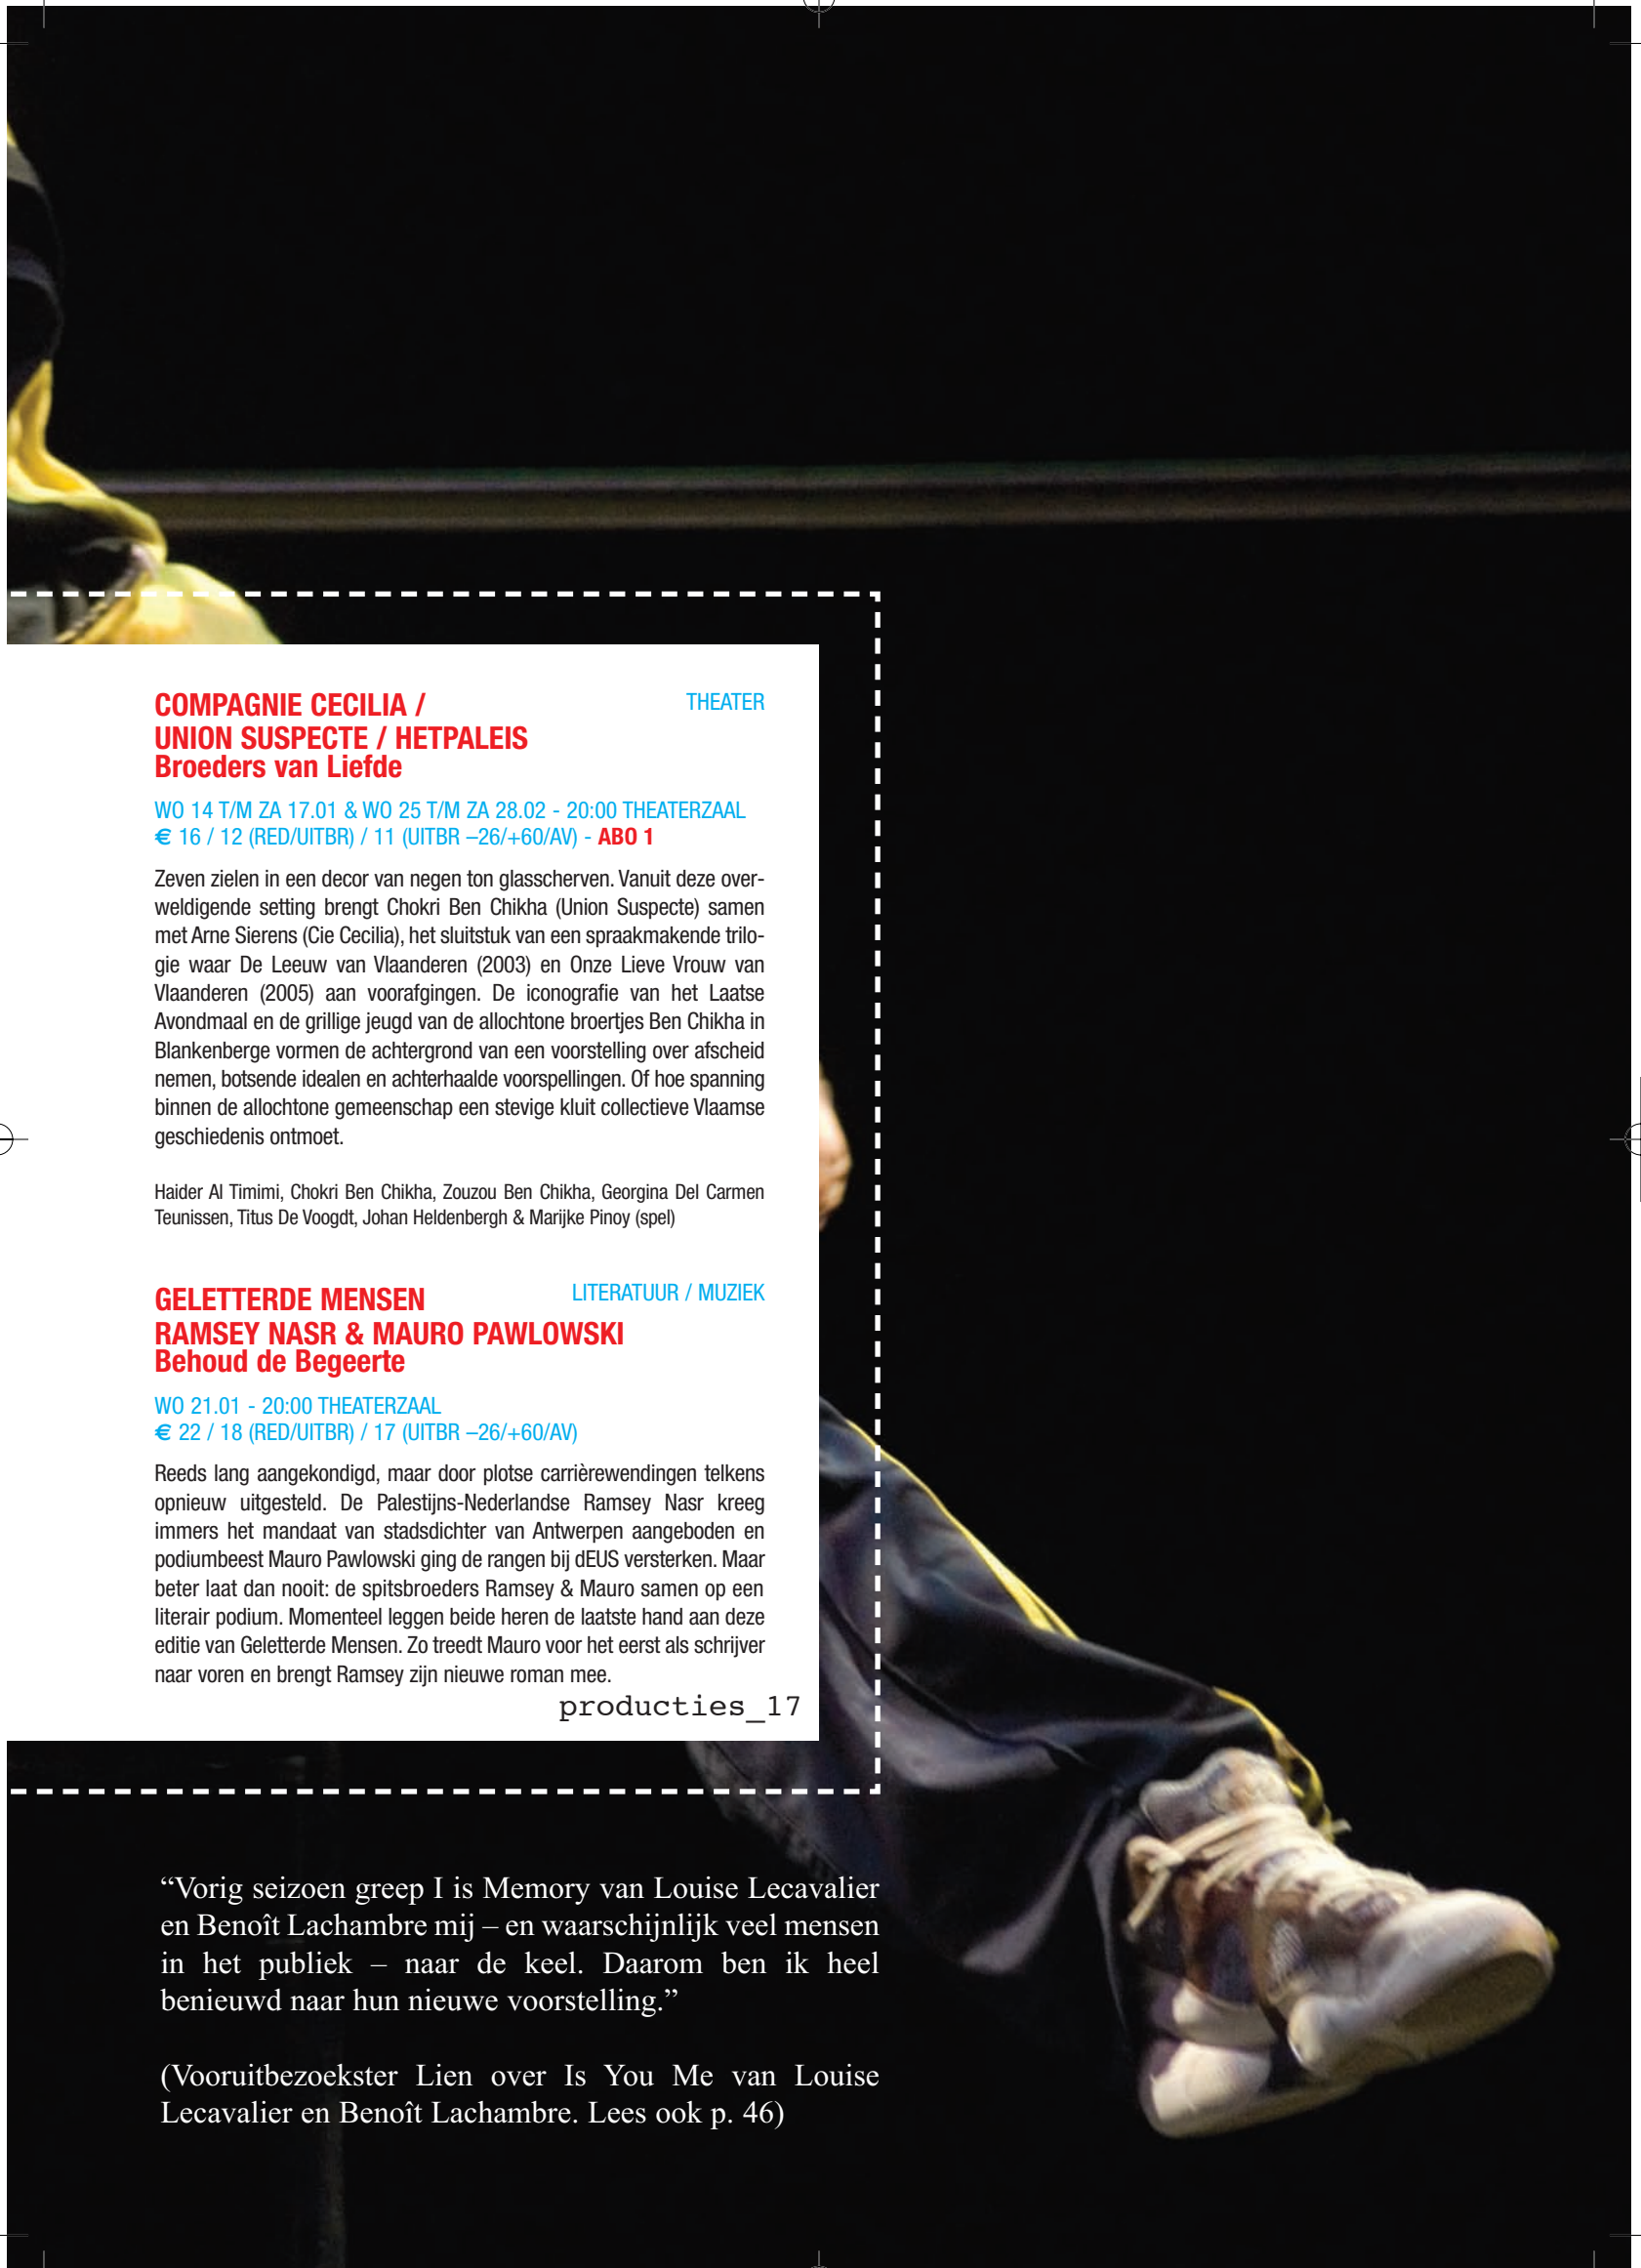 COMPAGNIE CECILIA /
THEATER
UNION SUSPECTE / HETPALEIS
Broeders van Liefde
WO 14 T/M ZA 17.01 & WO 25 T/M ZA 28.02 - 20:00 THEATERZAAL
€ 16 / 12 (RED/UITBR) / 11 (UITBR –26/+60/AV) - ABO 1
Zeven zielen in een decor van negen ton glasscherven. Vanuit deze over-
weldigende setting brengt Chokri Ben Chikha (Union Suspecte) samen
met Arne Sierens (Cie Cecilia), het sluitstuk van een spraakmakende trilo-
gie waar De Leeuw van Vlaanderen (2003) en Onze Lieve Vrouw van
Vlaanderen (2005) aan voorafgingen. De iconografie van het Laatse
Avondmaal en de grillige jeugd van de allochtone broertjes Ben Chikha in
Blankenberge vormen de achtergrond van een voorstelling over afscheid
nemen, botsende idealen en achterhaalde voorspellingen. Of hoe spanning
binnen de allochtone gemeenschap een stevige kluit collectieve Vlaamse
geschiedenis ontmoet.
Haider Al Timimi, Chokri Ben Chikha, Zouzou Ben Chikha, Georgina Del Carmen
Teunissen, Titus De Voogdt, Johan Heldenbergh & Marijke Pinoy (spel)
GELETTERDE MENSEN
LITERATUUR / MUZIEK
RAMSEY NASR & MAURO PAWLOWSKI
Behoud de Begeerte
WO 21.01 - 20:00 THEATERZAAL
€ 22 / 18 (RED/UITBR) / 17 (UITBR –26/+60/AV)
Reeds lang aangekondigd, maar door plotse carrièrewendingen telkens
opnieuw uitgesteld. De Palestijns-Nederlandse Ramsey Nasr kreeg
immers het mandaat van stadsdichter van Antwerpen aangeboden en
podiumbeest Mauro Pawlowski ging de rangen bij dEUS versterken. Maar
beter laat dan nooit: de spitsbroeders Ramsey & Mauro samen op een
literair podium. Momenteel leggen beide heren de laatste hand aan deze
editie van Geletterde Mensen. Zo treedt Mauro voor het eerst als schrijver
naar voren en brengt Ramsey zijn nieuwe roman mee.
producties_17
“Vorig seizoen greep I is Memory van Louise Lecavalier
en Benoît Lachambre mij – en waarschijnlijk veel mensen
in het publiek – naar de keel. Daarom ben ik heel
benieuwd naar hun nieuwe voorstelling.”
(Vooruitbezoekster Lien over Is You Me van Louise
Lecavalier en Benoît Lachambre. Lees ook p. 46)